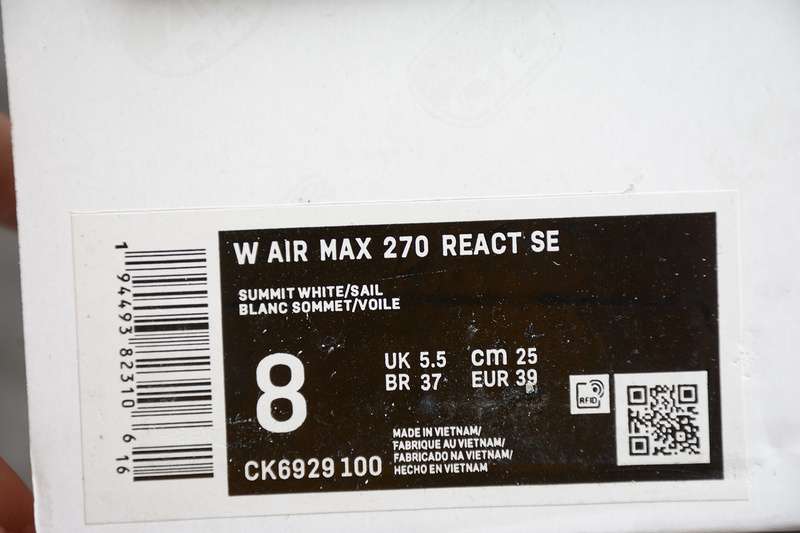 W AIR MAX 270 REACT SE
SUMMIT WHITE/SAIL
BLANC SOMMET/VOILE
8
UK 5.5 cm 25
BR 37 EUR 39
RFID
CK6929 100
MADE IN VIETNAM/
FABRIQUE AU VIETNAM/
FABRICADO NA VIETNAM/
HECHO EN VIETNAM
1 94493 82310 6 16